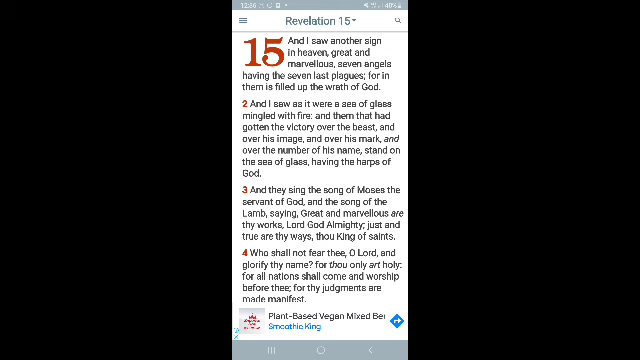 12:36
40%
Revelation 15
15 And I saw another sign
in heaven, great and
marvellous, seven angels
having the seven last plagues; for in
them is filled up the wrath of God.
2 And I saw as it were a sea of glass
mingled with fire: and them that had
gotten the victory over the beast, and
over his image, and over his mark, and
over the number of his name, stand on
the sea of glass, having the harps of
God.
3 And they sing the song of Moses the
servant of God, and the song of the
Lamb, saying, Great and marvellous are
thy works, Lord God Almighty; just and
true are thy ways, thou King of saints.
4 Who shall not fear thee, O Lord, and
glorify thy name? for thou only art holy:
for all nations shall come and worship
before thee; for thy judgments are
made manifest.
Plant-Based Vegan Mixed Ber
Smoothie King